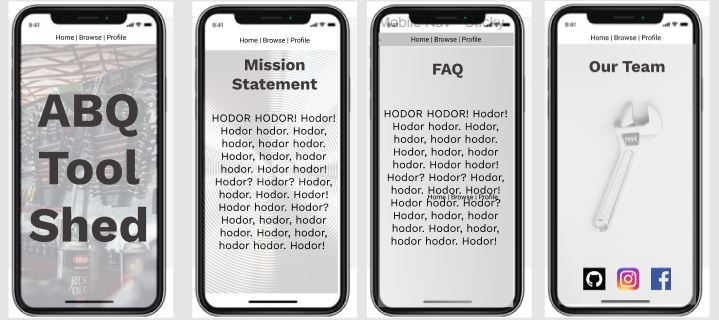 9:41
Home | Browse | Profile
ABQ
Tool
Shed
9:41
Home | Browse | Profile
Mission
Statement
HODOR HODOR! Hodor!
Hodor hodor. Hodor,
hodor, hodor hodor.
Hodor, hodor, hodor
hodor. Hodor hodor!
Hodor? Hodor? Hodor,
hodor. Hodor. Hodor!
Hodor hodor. Hodor?
Hodor, hodor, hodor
hodor. Hodor, hodor,
hodor hodor. Hodor!
Mobile Nav - Sticky
9:41
Home | Browse | Profile
FAQ
HODOR HODOR! Hodor!
Hodor hodor. Hodor,
hodor, hodor hodor.
Hodor, hodor, hodor
hodor. Hodor hodor!
Hodor? Hodor? Hodor,
hodor. Hodor. Hodor!
Home | Browse | Profile
Hodor hodor. Hodor?
Hodor, hodor, hodor
hodor. Hodor, hodor,
hodor hodor. Hodor!
9:41
Home | Browse | Profile
Our Team